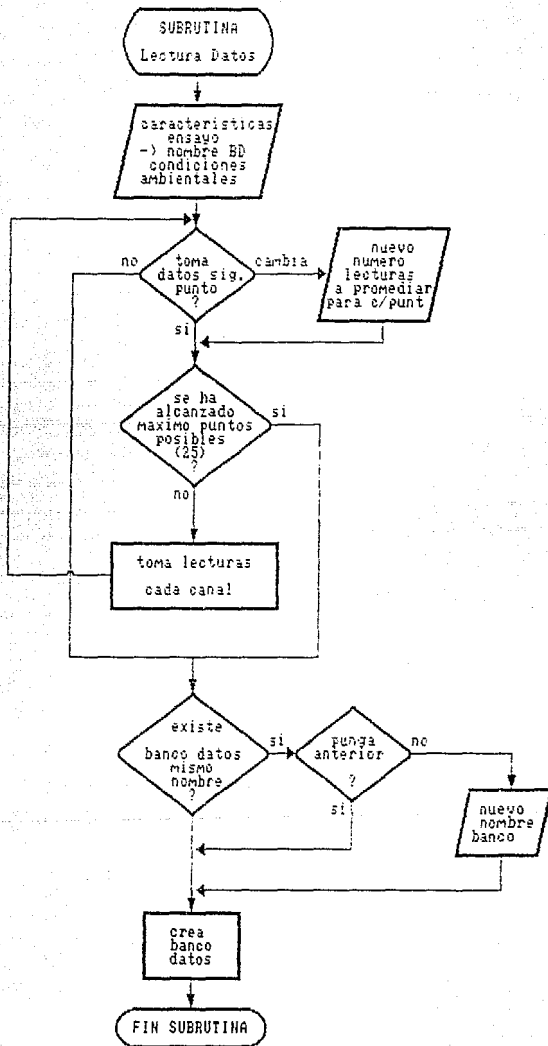 SUBRUTINA
Lectura Datos
caracteristicas
ensayo
-) nombre BD
condiciones
ambientales
no
toma
datos sig.
punto
?
cambia
nuevo
numero
lecturas
a promediar
para c/punt
si
se ha
alcanzado
maximo puntos
posibles
(25)
?
si
no
toma lecturas
cada canal
existe
banco datos
mismo
nombre
?
si
punga
anterior
?
no
si
nuevo
nombre
banco
crea
banco
datos
FIN SUBRUTINA